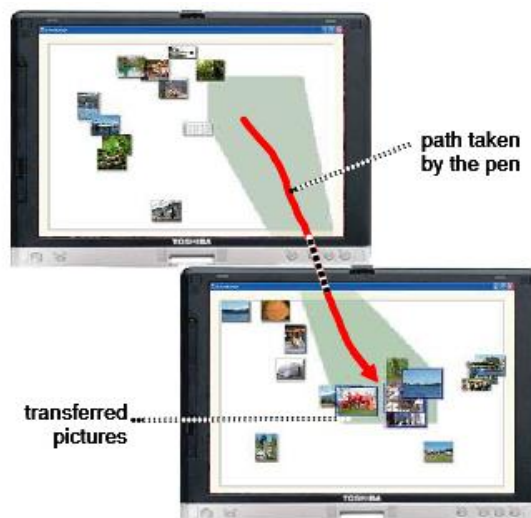 path taken
by the pen
TOSHIBA
transferred
pictures
TOSHIBA